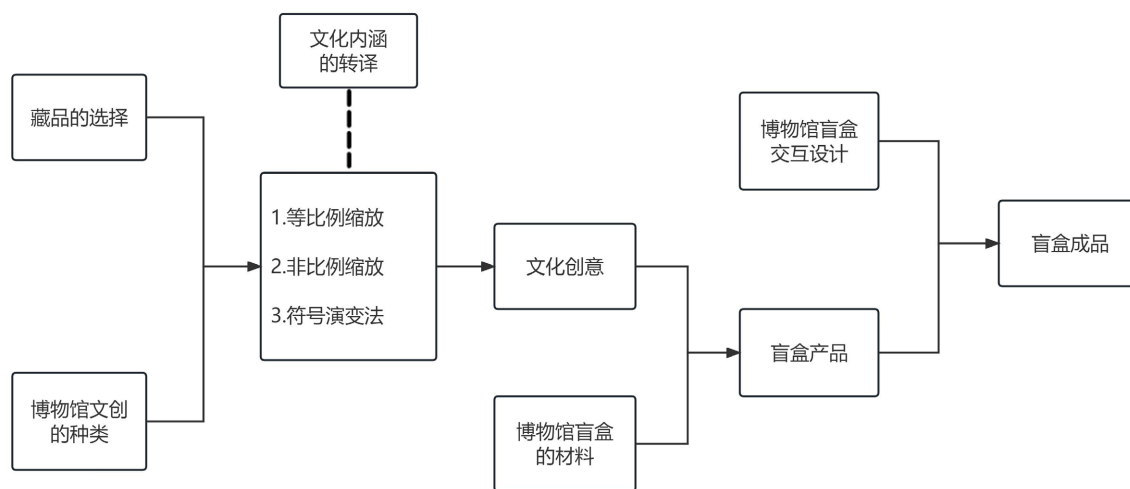 文化内涵
的转译
藏品的选择
1.等比例缩放
2.非比例缩放
3.符号演变法
博物馆文创
的种类
文化创意
博物馆盲盒
的材料
博物馆盲盒
交互设计
盲盒产品
盲盒成品